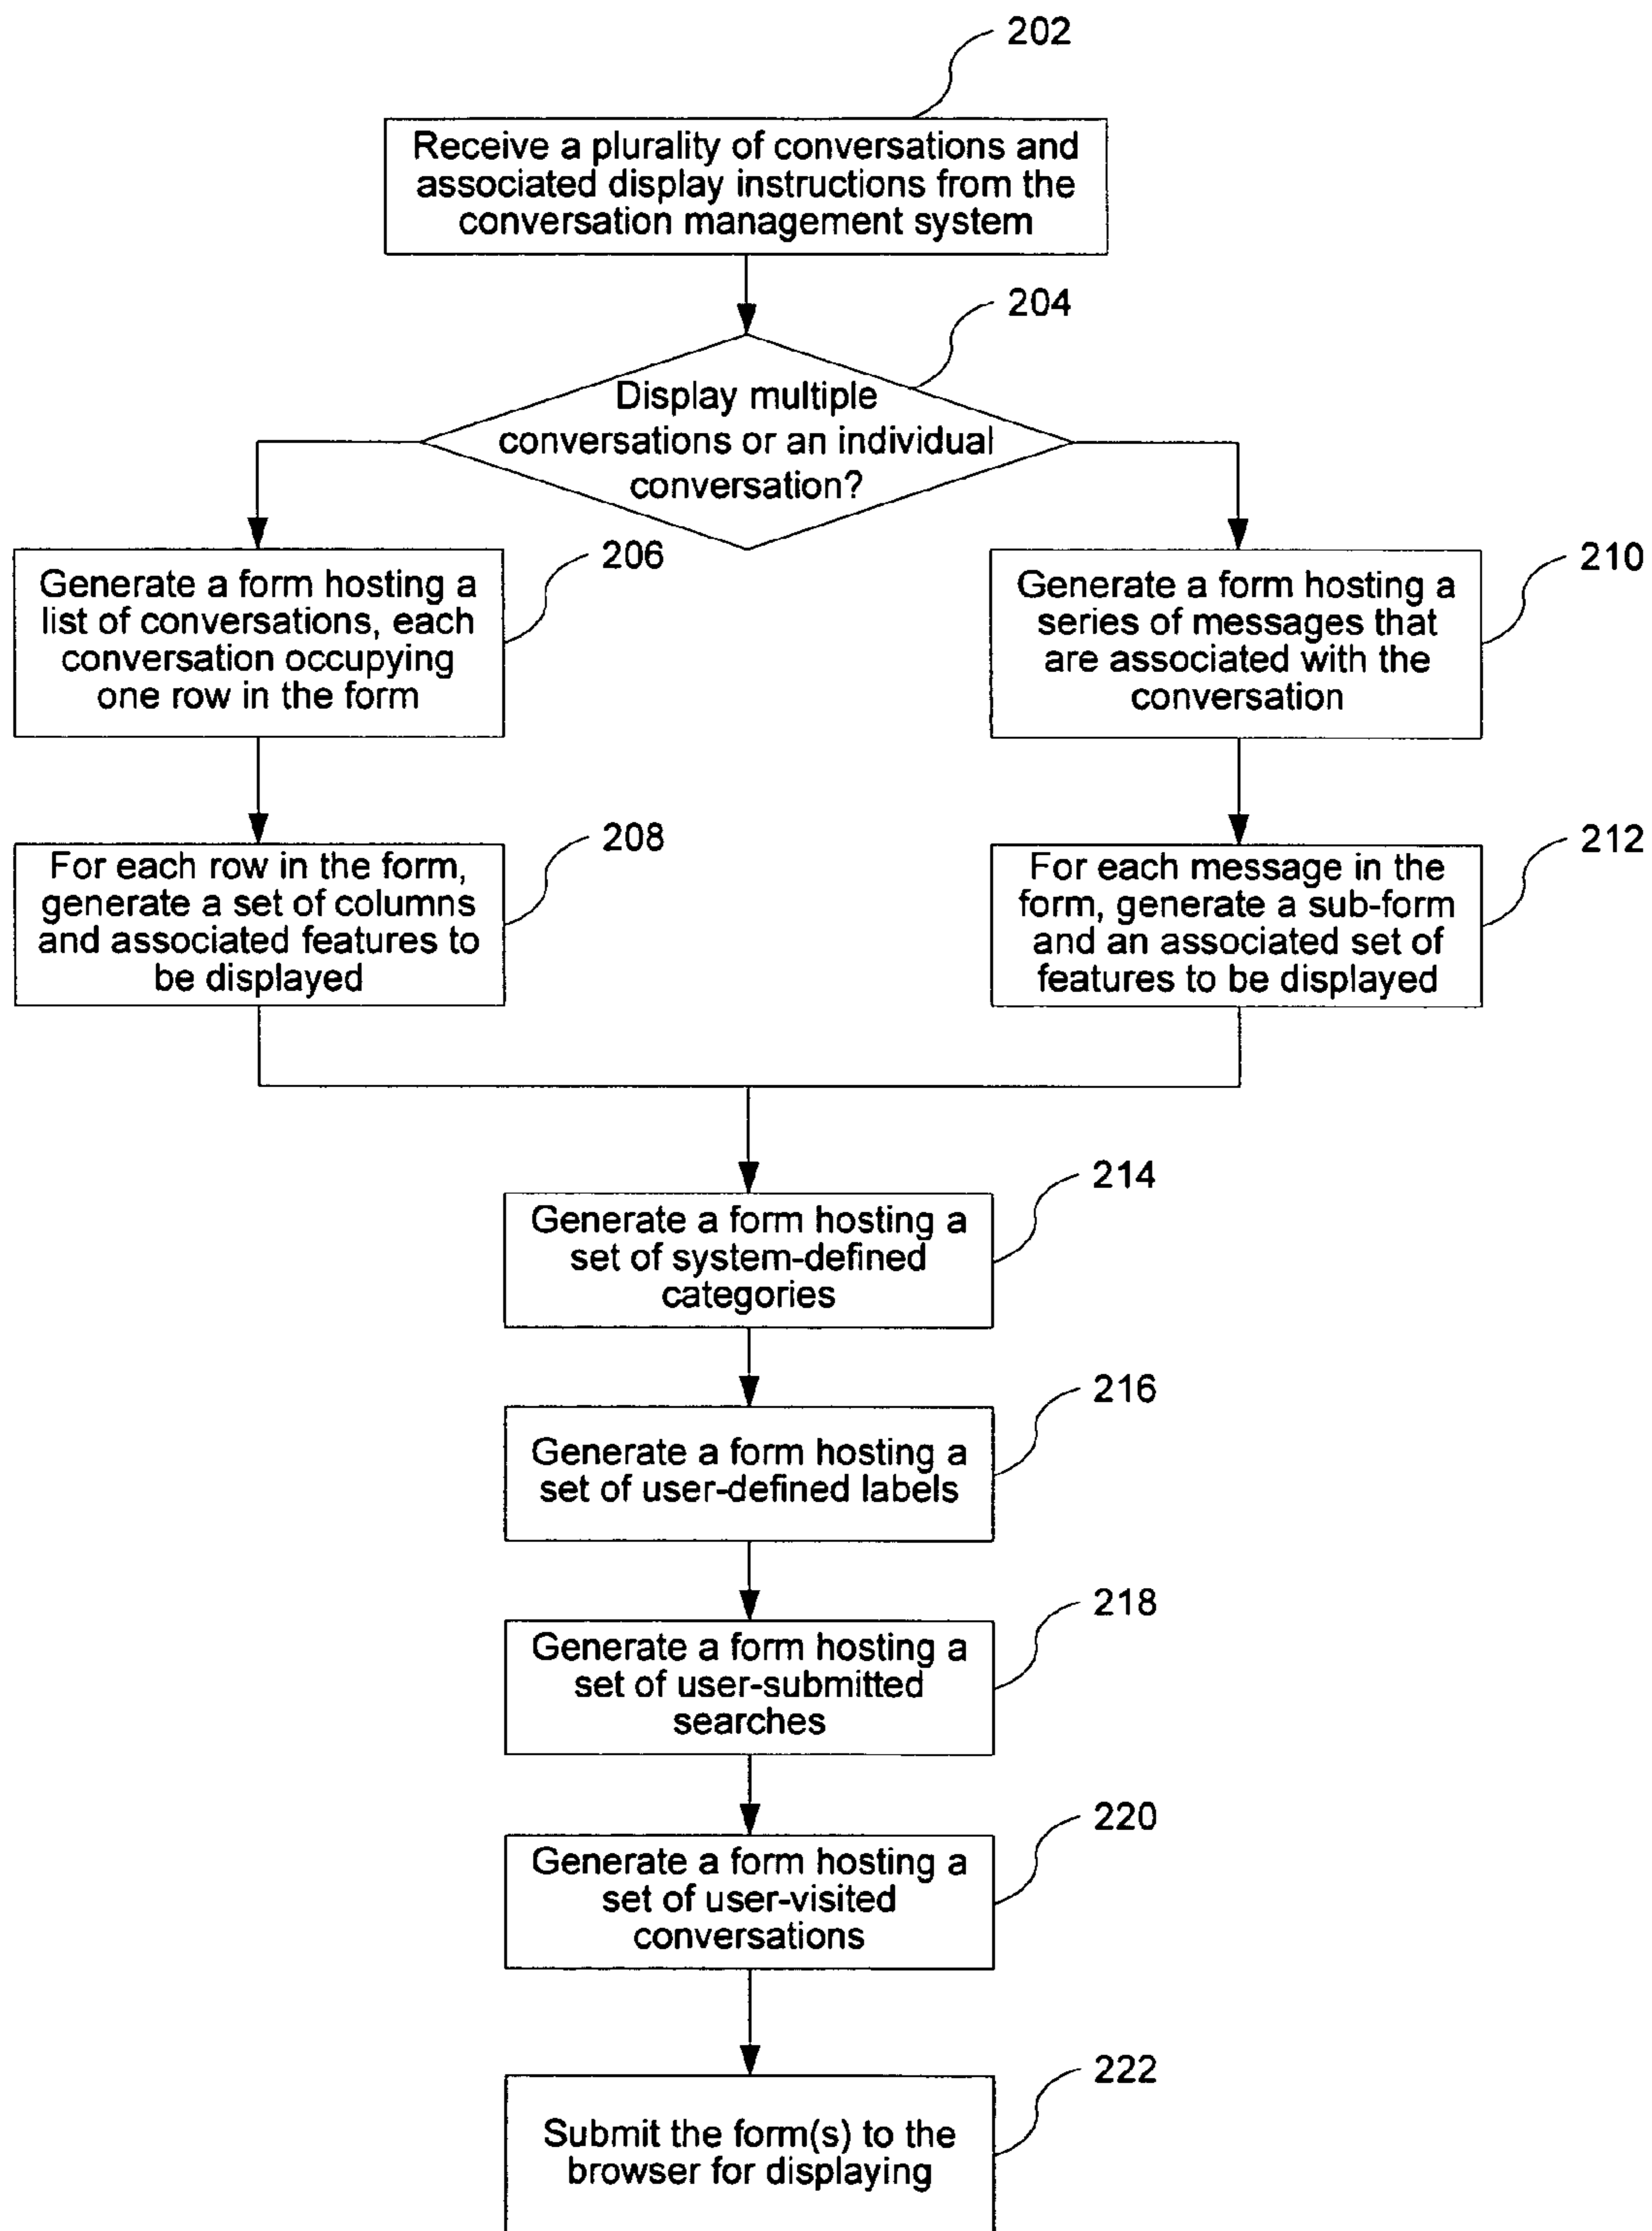 202
Receive a plurality of conversations and
associated display instructions from the
conversation management system
204
Display multiple
conversations or an individual
conversation?
206
Generate a form hosting a
list of conversations, each
conversation occupying
one row in the form
210
Generate a form hosting a
series of messages that
are associated with the
conversation
208
For each row in the form,
generate a set of columns
and associated features to
be displayed
212
For each message in the
form, generate a sub-form
and an associated set of
features to be displayed
214
Generate a form hosting a
set of system-defined
categories
216
Generate a form hosting a
set of user-defined labels
218
Generate a form hosting a
set of user-submitted
searches
220
Generate a form hosting a
set of user-visited
conversations
222
Submit the form(s) to the
browser for displaying